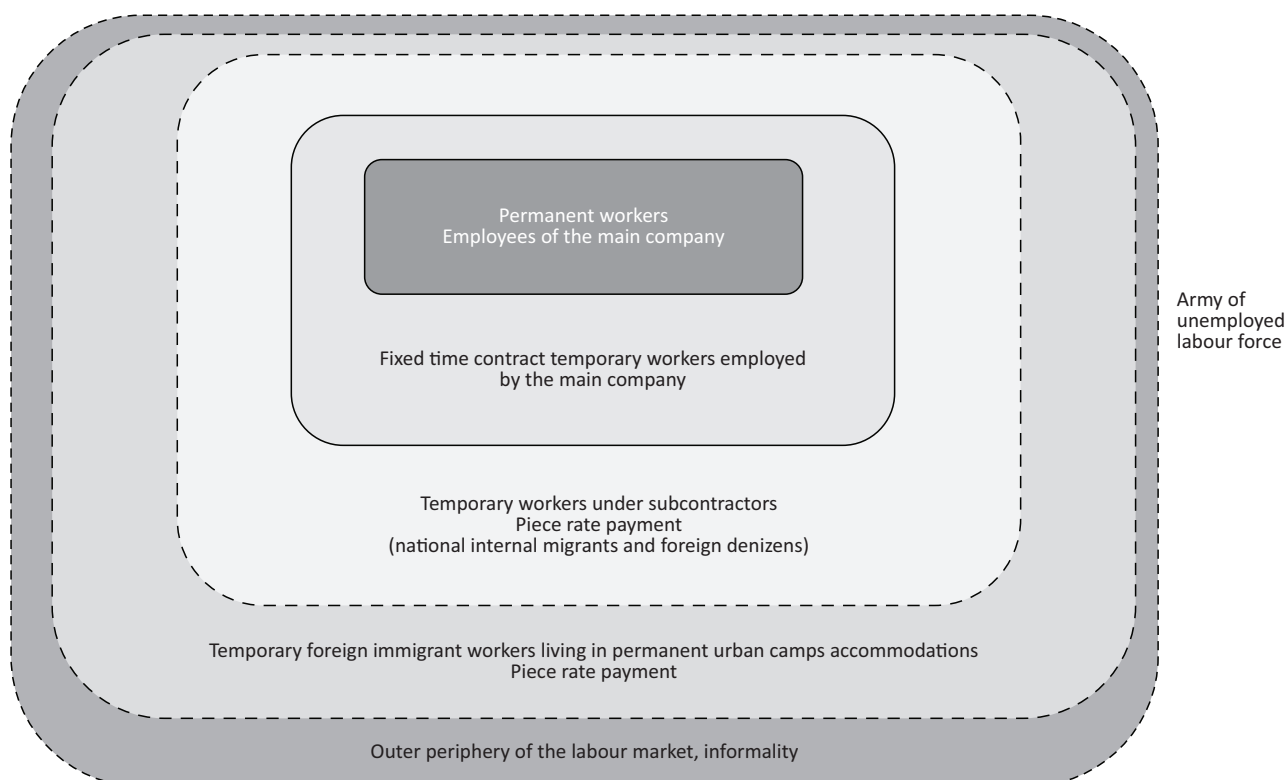 Permanent workers
Employees of the main company
Army of
unemployed
labour force
Fixed time contract temporary workers employed
by the main company
Temporary workers under subcontractors
Piece rate payment
(national internal migrants and foreign denizens)
Temporary foreign immigrant workers living in permanent urban camps accommodations
Piece rate payment
Outer periphery of the labour market, informality